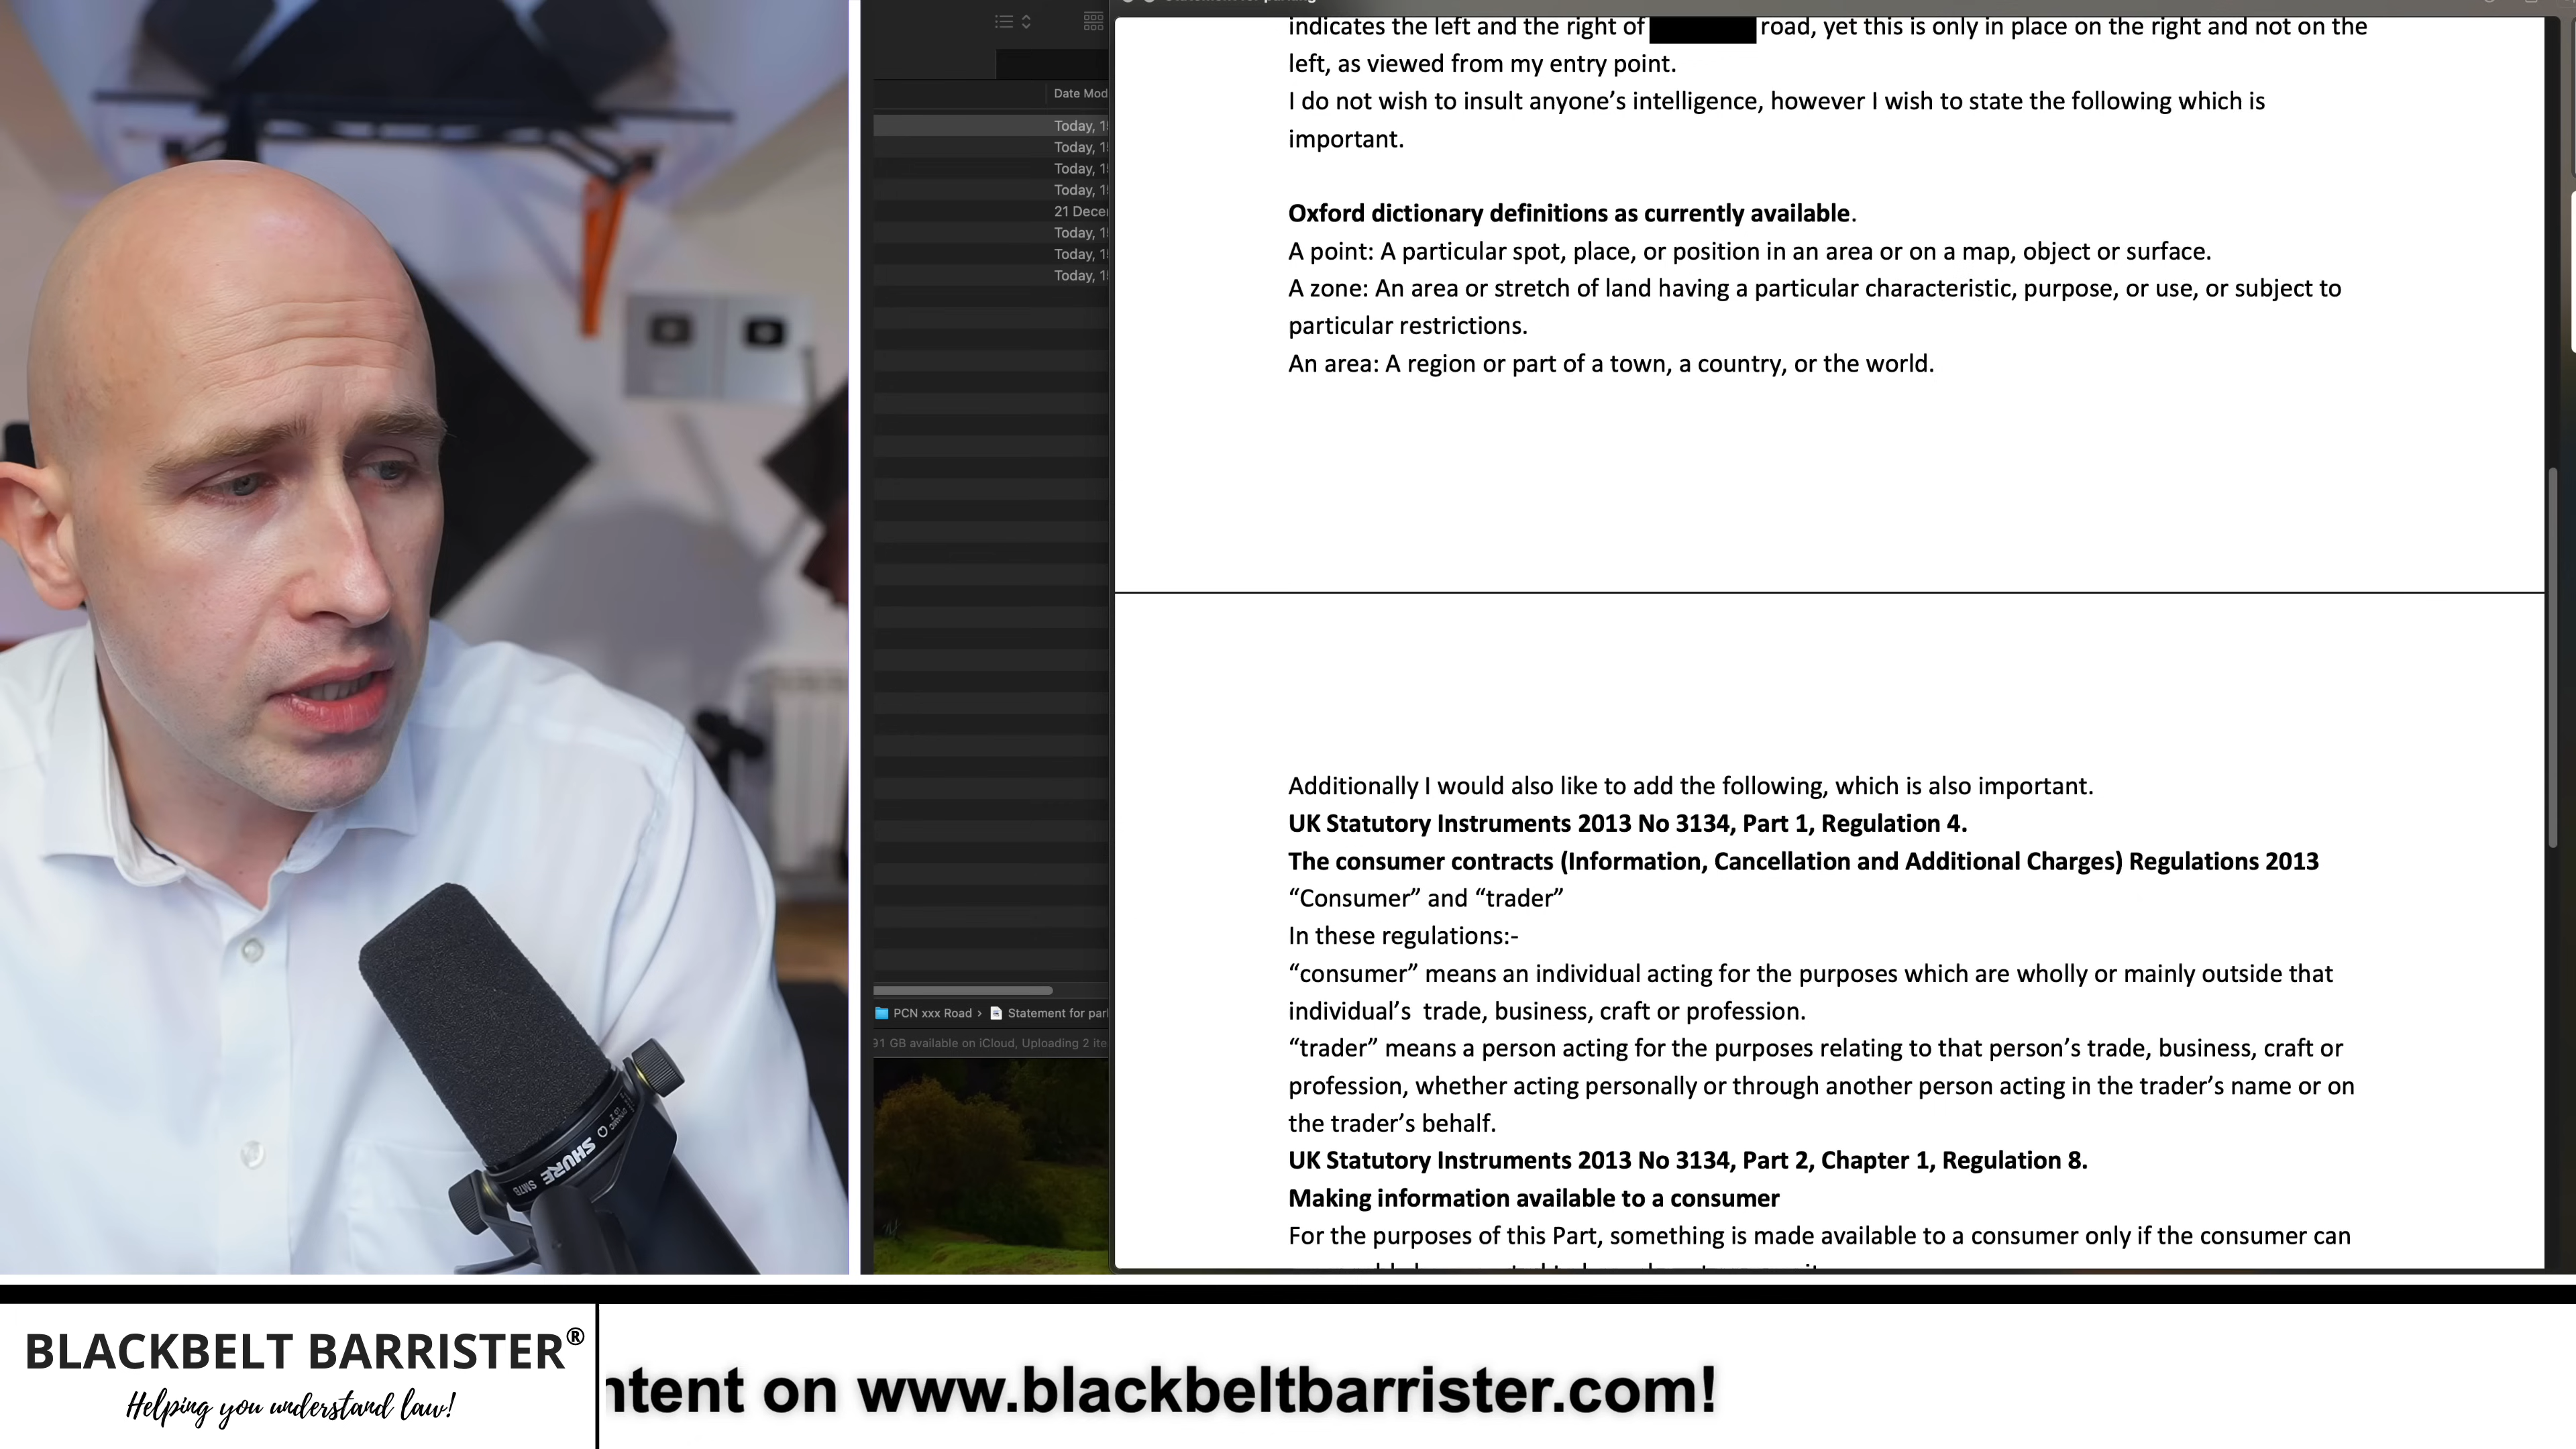 Date Mod
Today, 1
Today, 1
Today, 1
Today, 1
21 Decem
Today, 1
Today, 1
Today, 1
PCN xxx Road › Statement for parl
91 GB available on iCloud, Uploading 2 ite
indicates the left and the right of road, yet this is only in place on the right and not on the
left, as viewed from my entry point.
I do not wish to insult anyone’s intelligence, however I wish to state the following which is
important.
Oxford dictionary definitions as currently available.
A point: A particular spot, place, or position in an area or on a map, object or surface.
A zone: An area or stretch of land having a particular characteristic, purpose, or use, or subject to
particular restrictions.
An area: A region or part of a town, a country, or the world.
Additionally I would also like to add the following, which is also important.
UK Statutory Instruments 2013 No 3134, Part 1, Regulation 4.
The consumer contracts (Information, Cancellation and Additional Charges) Regulations 2013
“Consumer” and “trader”
In these regulations:-
“consumer” means an individual acting for the purposes which are wholly or mainly outside that
individual’s trade, business, craft or profession.
“trader” means a person acting for the purposes relating to that person’s trade, business, craft or
profession, whether acting personally or through another person acting in the trader’s name or on
the trader’s behalf.
UK Statutory Instruments 2013 No 3134, Part 2, Chapter 1, Regulation 8.
Making information available to a consumer
For the purposes of this Part, something is made available to a consumer only if the consumer can
SHURE
SM7B
BLACKBELT BARRISTER®
Helping you understand law!
ntent on www.blackbeltbarrister.com!